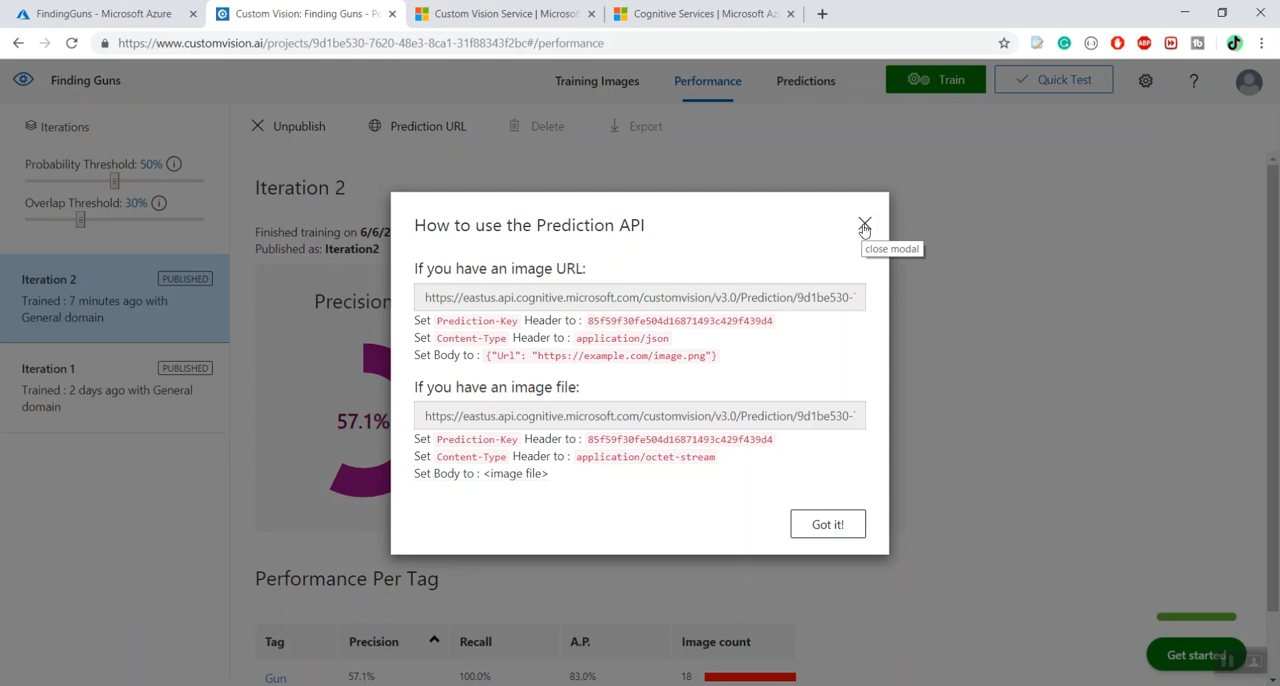 FindingGuns - Microsoft Azure
Custom Vision: Finding Guns - Pe
Custom Vision Service | Microsof
Cognitive Services | Microsoft Az
https://www.customvision.ai/projects/9d1be530-7620-48e3-8ca1-31f88343f2bc#/performance
Finding Guns
Training Images
Performance
Predictions
Train
Quick Test
Iterations
Unpublish
Prediction URL
Delete
Export
Probability Threshold: 50%
Overlap Threshold: 30%
Iteration 2
PUBLISHED
Trained : 7 minutes ago with
General domain
Iteration 1
PUBLISHED
Trained : 2 days ago with General
domain
Iteration 2
Finished training on 6/6/2
Published as: Iteration2
Precision
57.1%
How to use the Prediction API
close modal
If you have an image URL:
https://eastus.api.cognitive.microsoft.com/customvision/v3.0/Prediction/9d1be530-
Set Prediction-Key Header to : 85f59f30fe504d16871493c429f439d4
Set Content-Type Header to : application/json
Set Body to : {"Url": "https://example.com/image.png"}
If you have an image file:
https://eastus.api.cognitive.microsoft.com/customvision/v3.0/Prediction/9d1be530-
Set Prediction-Key Header to : 85f59f30fe504d16871493c429f439d4
Set Content-Type Header to : application/octet-stream
Set Body to : <image file>
Got it!
Performance Per Tag
Tag Precision Recall A.P. Image count
Gun 57.1% 100.0% 83.0% 18
Get started